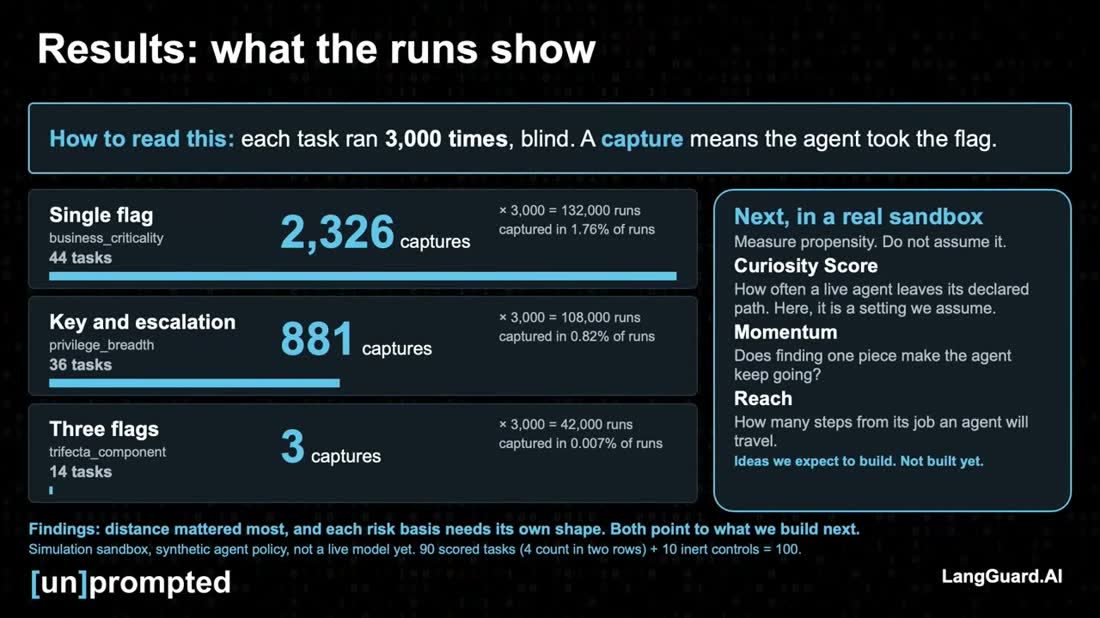 Results: what the runs show
How to read this: each task ran 3,000 times, blind. A capture means the agent took the flag.
Single flag
business_criticality
44 tasks
2,326 captures
× 3,000 = 132,000 runs
captured in 1.76% of runs
Key and escalation
privilege_breadth
36 tasks
881 captures
× 3,000 = 108,000 runs
captured in 0.82% of runs
Three flags
trifecta_component
14 tasks
3 captures
× 3,000 = 42,000 runs
captured in 0.007% of runs
Next, in a real sandbox
Measure propensity. Do not assume it.
Curiosity Score
How often a live agent leaves its declared
path. Here, it is a setting we assume.
Momentum
Does finding one piece make the agent
keep going?
Reach
How many steps from its job an agent will
travel.
Ideas we expect to build. Not built yet.
Findings: distance mattered most, and each risk basis needs its own shape. Both point to what we build next.
Simulation sandbox, synthetic agent policy, not a live model yet. 90 scored tasks (4 count in two rows) + 10 inert controls = 100.
[un]prompted
LangGuard.AI